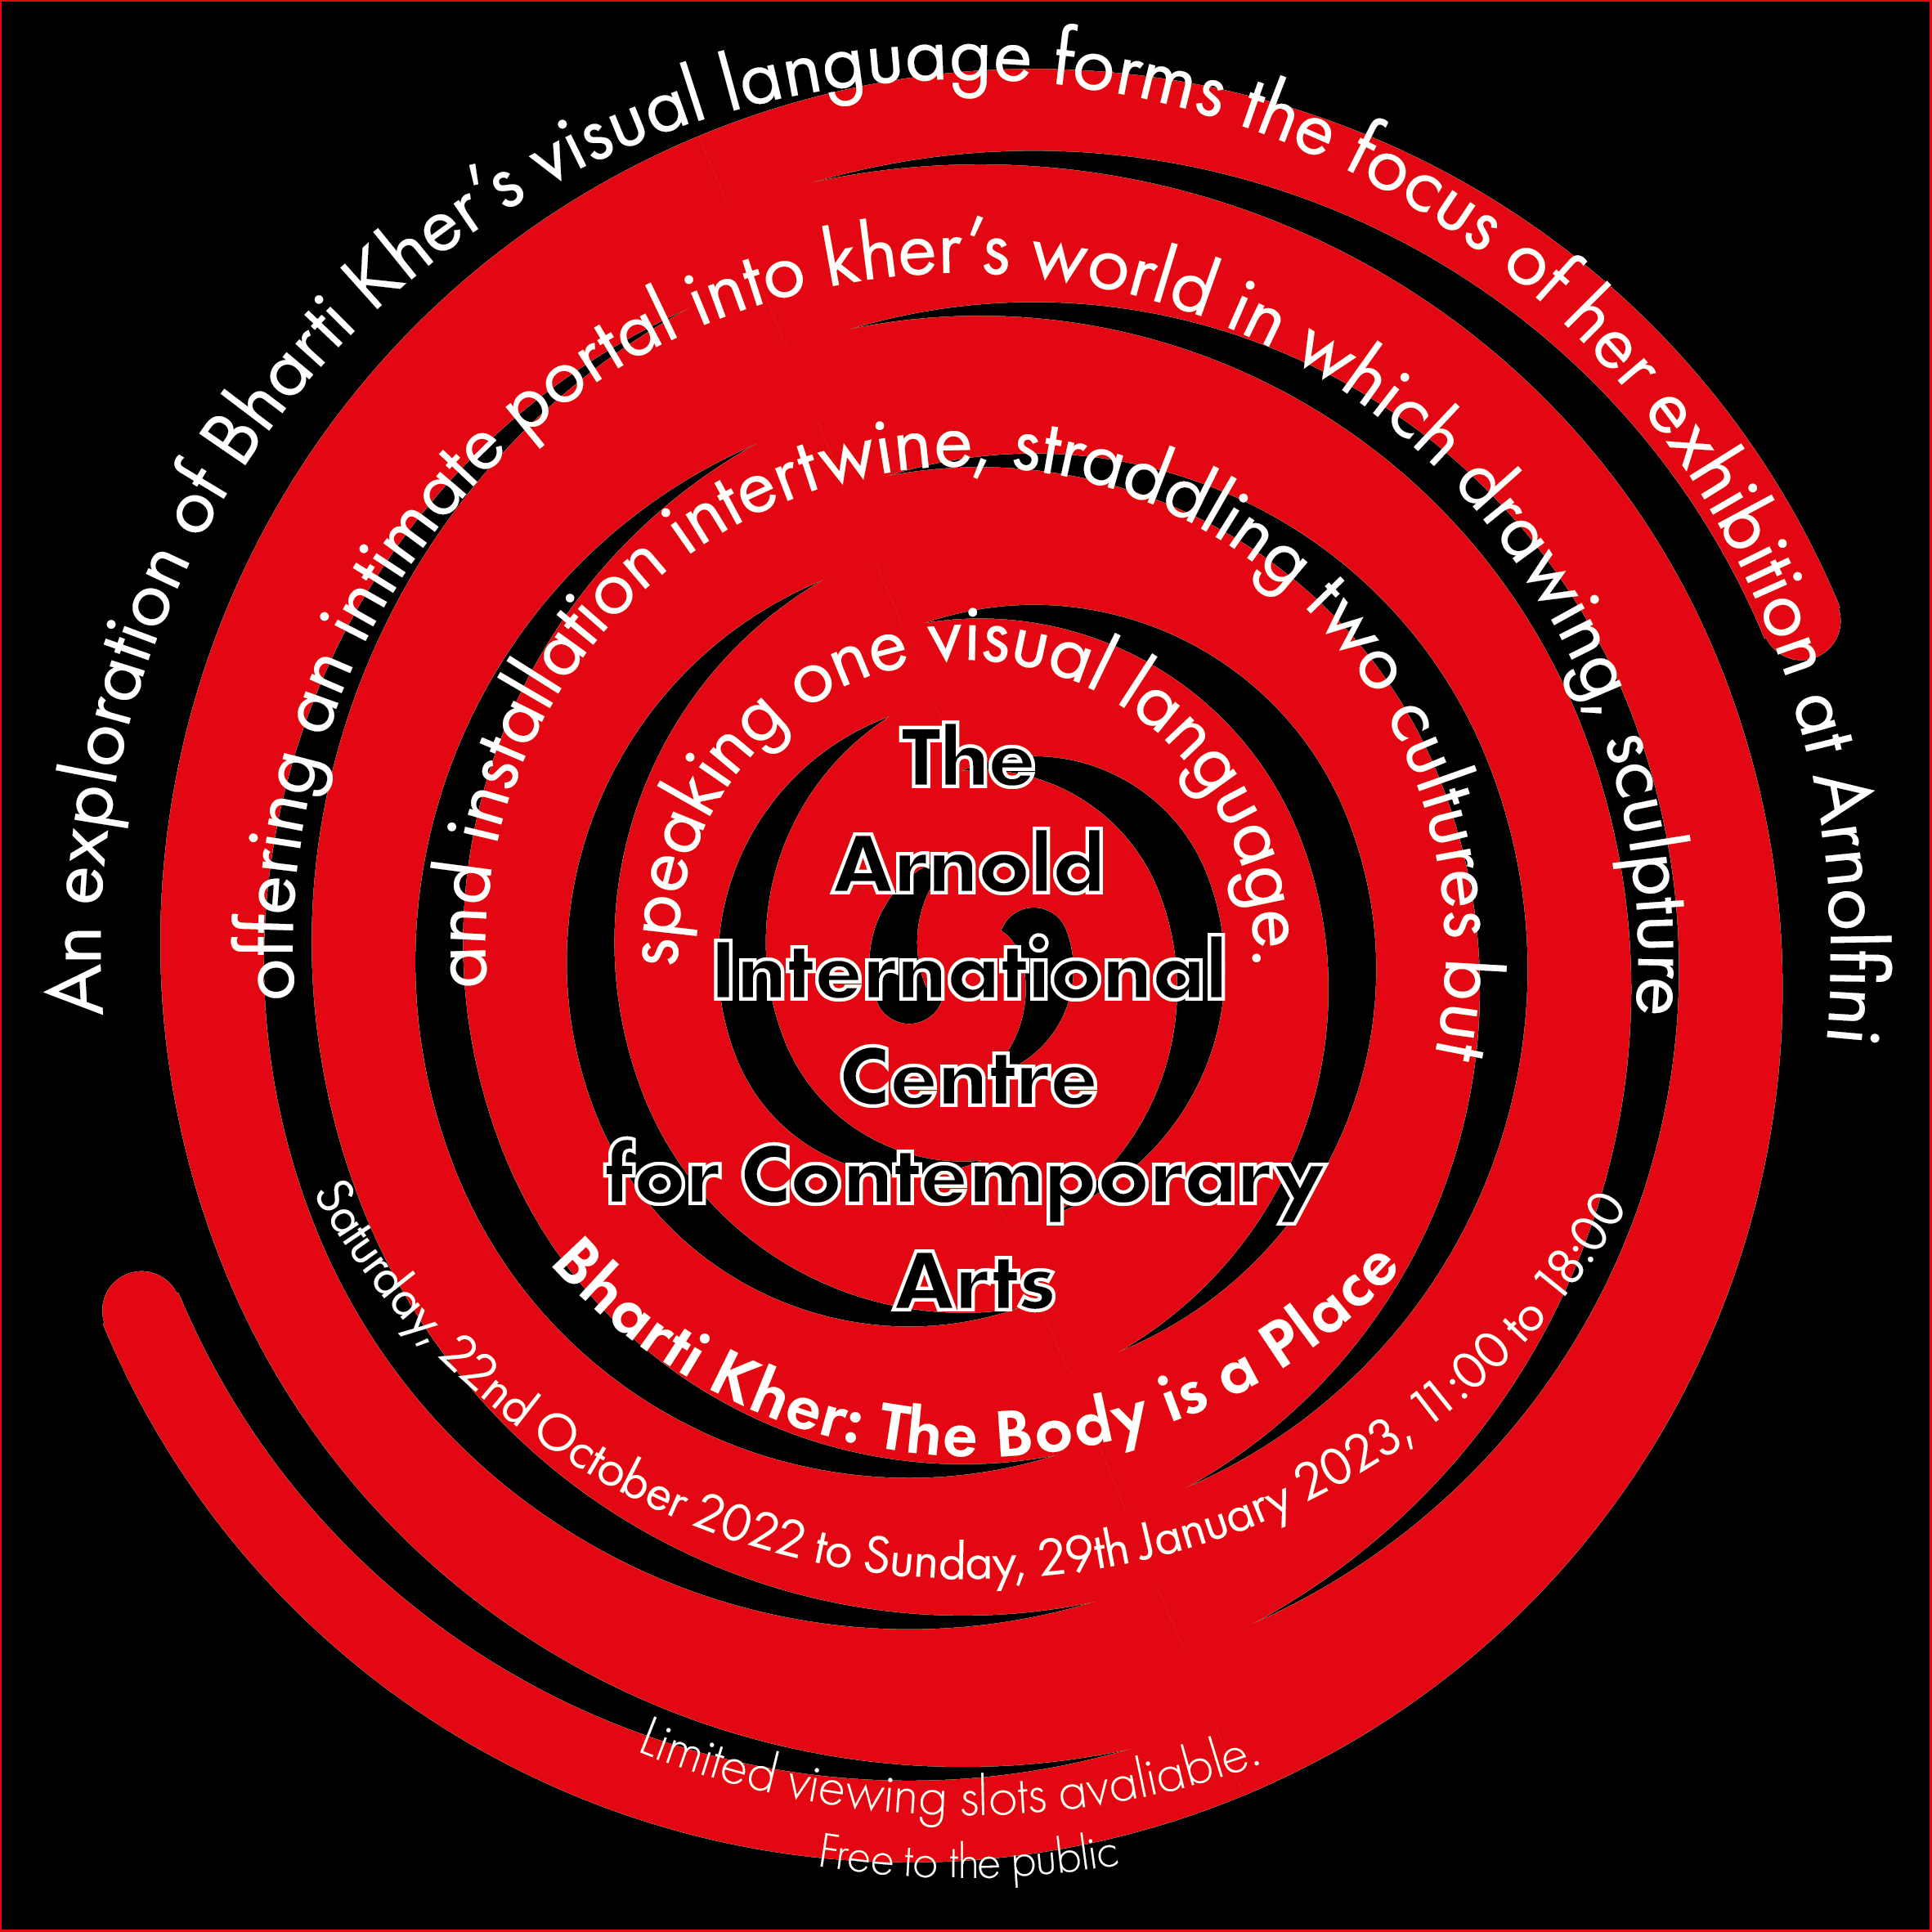 An exploration of Bharti Kher's visual language forms the focus of her exhibition at Arnolfini
offering an intimate portal into kher's world in which drawing, sculpture
and installation intertwine, straddling two cultures but
speaking one visual language.
The
Arnold
International
Centre
for Contemporary
Arts
Bharti Kher: The Body is a Place
Saturday, 22nd October 2022 to Sunday, 29th January 2023, 11:00 to 18:00
Limited viewing slots avaliable.
Free to the public